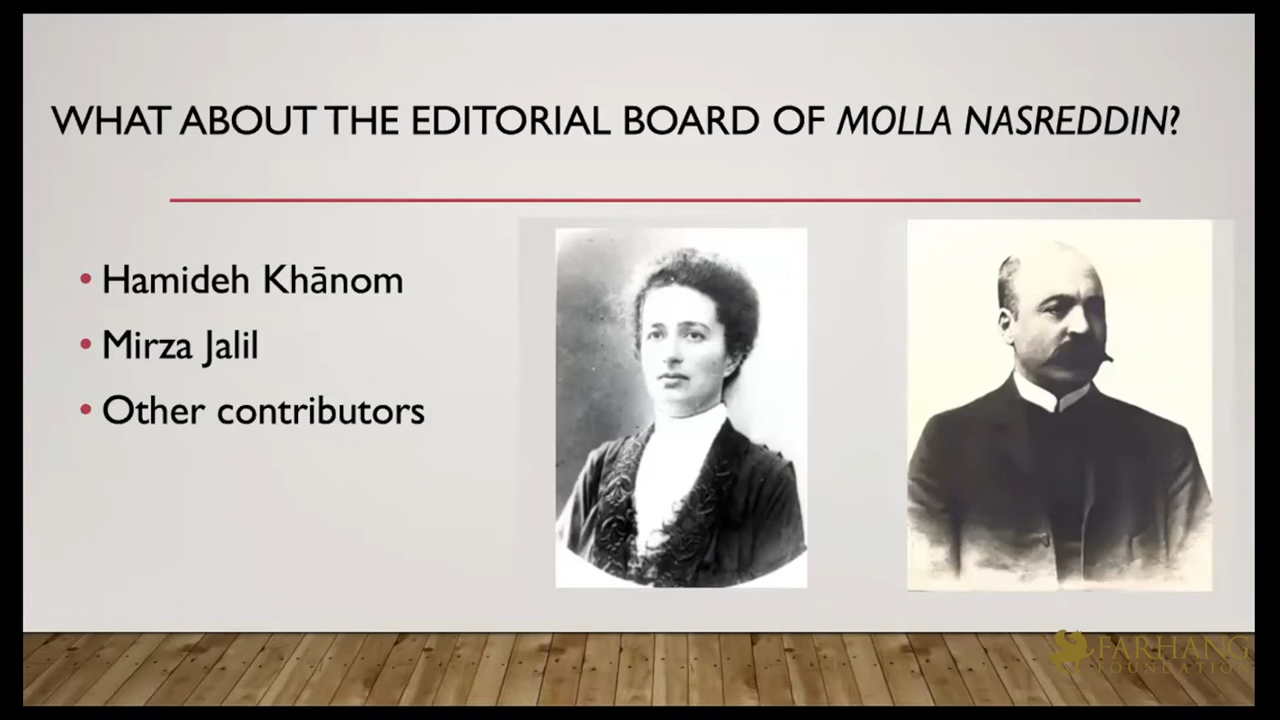 WHAT ABOUT THE EDITORIAL BOARD OF MOLLA NASREDDIN?
• Hamideh Khānom
• Mirza Jalil
• Other contributors
FARHANG
FOUNDATION